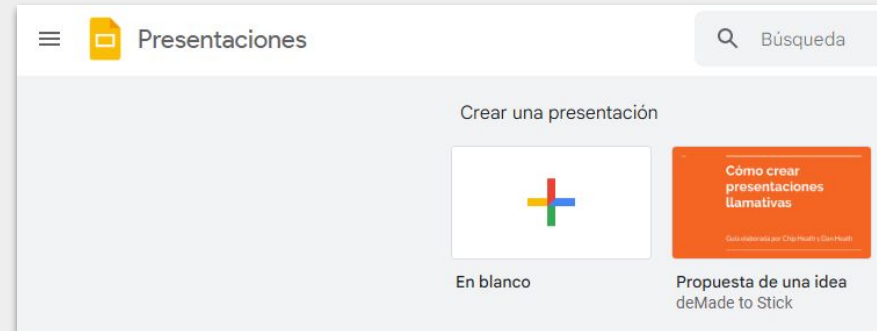 Presentaciones
Búsqueda
Crear una presentación
Cómo crear
presentaciones
llamativas
Guía elaborada por Chip Heath y Dan Heath
En blanco
Propuesta de una idea
deMade to Stick